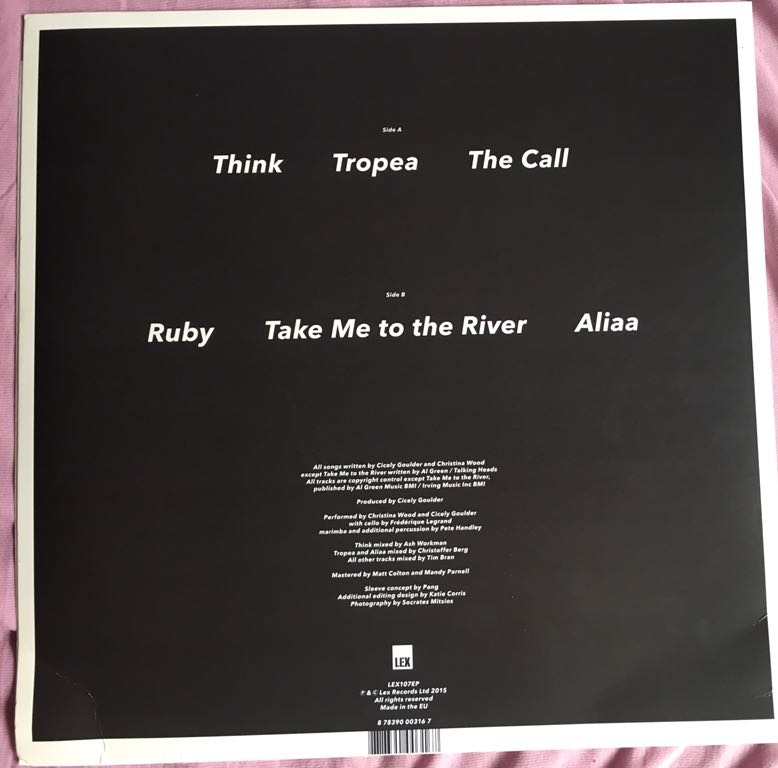 Side A
Think Tropea The Call
Side B
Ruby Take Me to the River Aliaa
All songs written by Cicely Goulder and Christina Wood
except Take Me to the River written by Al Green / Talking Heads
All tracks are copyright control except Take Me to the River,
published by Al Green Music BMI / Irving Music Inc BMI
Produced by Cicely Goulder
Performed by Christina Wood and Cicely Goulder
with cello by Frédérique Legrand
marimba and additional percussion by Pete Handley
Think mixed by Ash Workman
Tropea and Aliaa mixed by Christoffer Berg
All other tracks mixed by Tim Bran
Mastered by Matt Colton and Mandy Parnell
Sleeve concept by Pang
Additional editing design by Katie Corris
Photography by Socrates Mitsios
LEX
LEX107EP
℗ & © Lex Records Ltd 2015
All rights reserved
Made in the EU
8 78390 00316 7